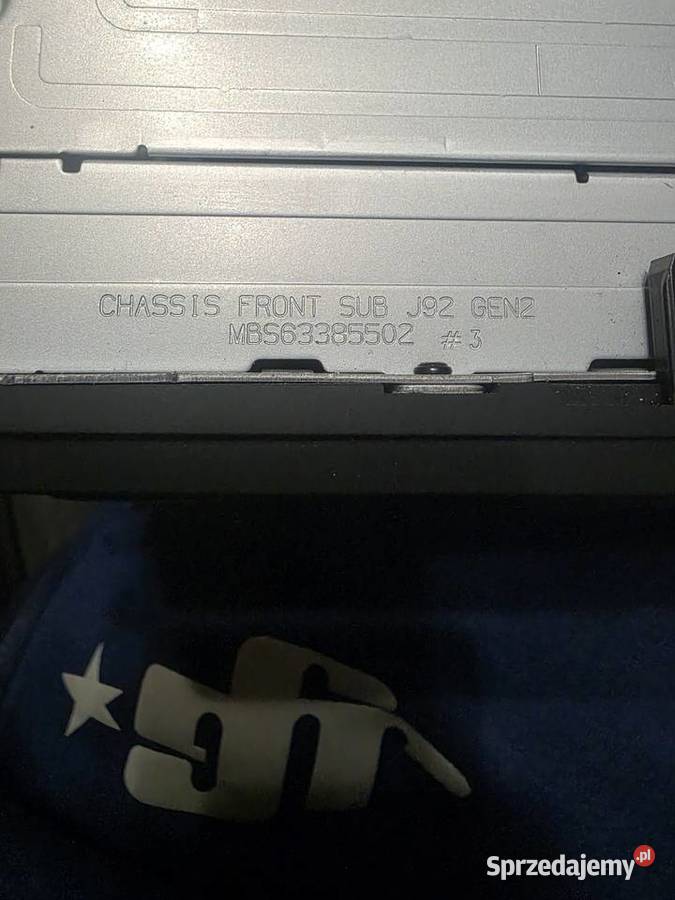 CHASSIS FRONT SUB J92 GEN2
MBS63385502 #3
Sprzedajemy.pl